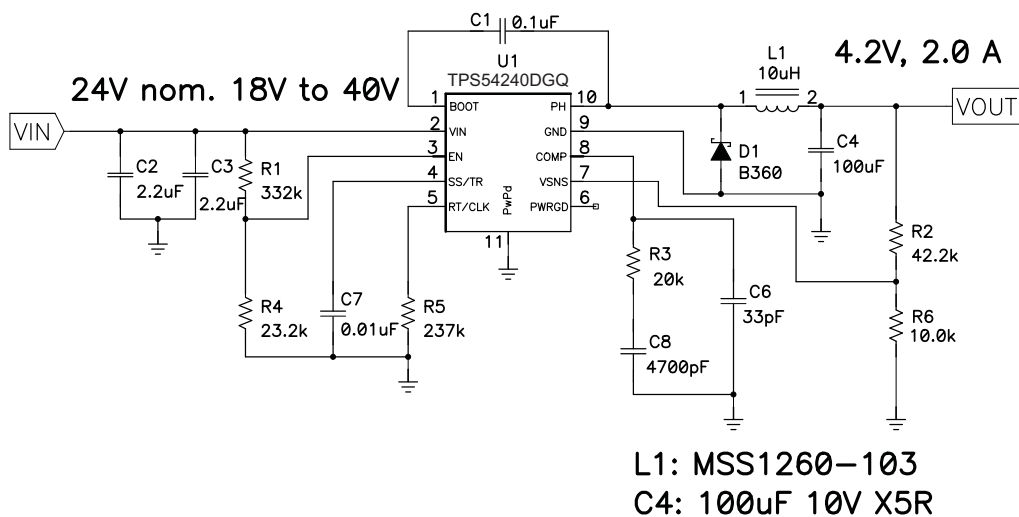 C1 0.1uF
U1
TPS54240DGQ
L1
10uH
4.2V, 2.0 A
24V nom. 18V to 40V
VIN
VOUT
1 BOOT PH 10
2 VIN GND 9
3 EN COMP 8
4 SS/TR VSNS 7
5 RT/CLK PWRGD 6
PwPd
11
1 2
C2
2.2uF
C3
2.2uF
R1
332k
D1
B360
C4
100uF
R2
42.2k
R3
20k
R4
23.2k
C7
0.01uF
R5
237k
C6
33pF
R6
10.0k
C8
4700pF
L1: MSS1260-103
C4: 100uF 10V X5R